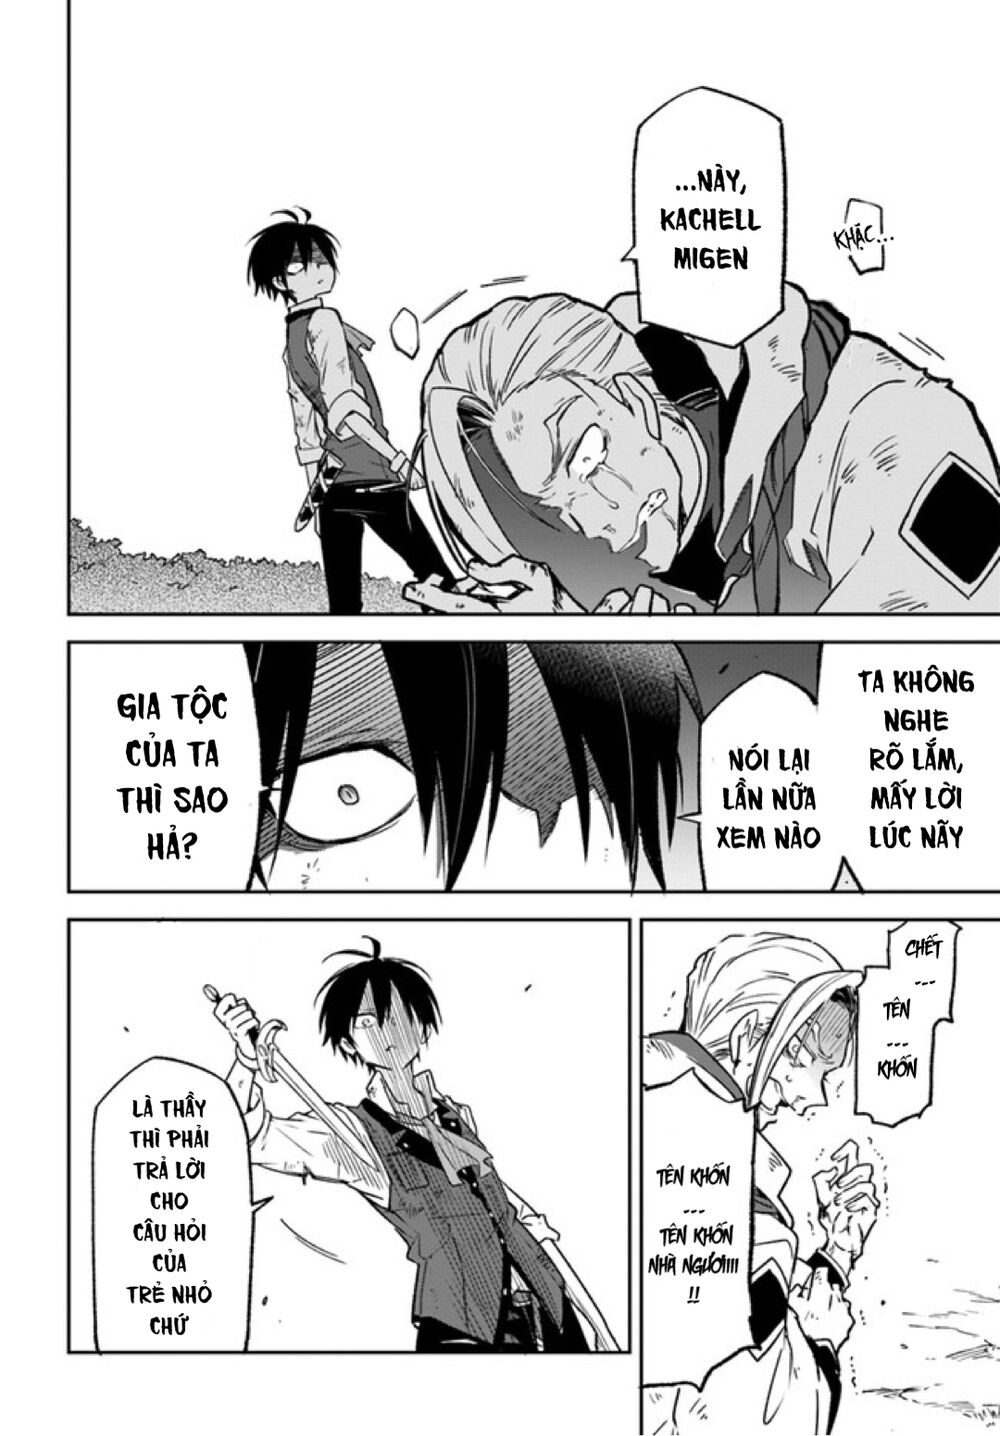 ...NÀY,
KACHELL
MIGEN
KHẶC...
TA KHÔNG
NGHE
RÕ LẮM,
MẤY LỜI
LÚC NÃY
NÓI LẠI
LẦN NỮA
XEM NÀO
GIA TỘC
CỦA TA
THÌ SAO
HẢ?
CHẾT
...
TÊN
...
KHỐN
TÊN KHỐN
...
TÊN KHỐN
NHÀ NGƯƠIIII
!!
LÀ THẦY
THÌ PHẢI
TRẢ LỜI
CHO
CÂU HỎI
CỦA
TRẺ NHỎ
CHỨ